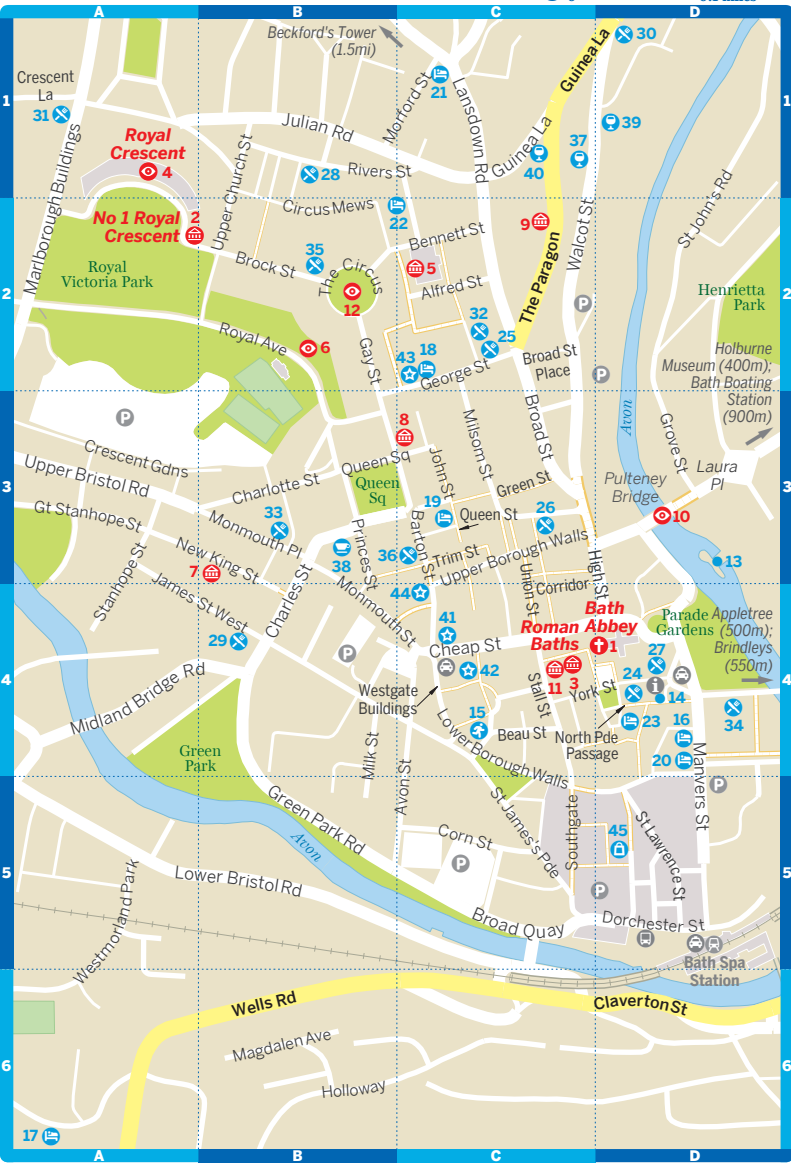 A
B
C
D
Beckford's Tower
(1.5mi)
30
Guinea La
Crescent
La
21
1
1
31
Morford St
Lansdown Rd
39
Julian Rd
Guinea La
37
Royal
Crescent
4
40
Marlborough Buildings
Upper Church St
28
Rivers St
St John's Rd
Circus Mews
22
No 1 Royal
Crescent
2
9
Walcot St
Bennett St
The Paragon
35
Brock St
The Circus
5
Royal
Victoria Park
Alfred St
12
2
2
Henrietta
Park
P
32
25
Royal Ave
6
Gay St
43
18
George St
Broad St
Place
Holburne
Museum (400m);
Bath Boating
Station
(900m)
P
P
8
Milsom St
Broad St
Avon
Grove St
Crescent Gdns
Queen Sq
John St
Laura
Pl
Upper Bristol Rd
Charlotte St
Queen
Sq
Green St
Pulteney
Bridge
3
3
Gt Stanhope St
33
19
Queen St
26
10
Monmouth Pl
Princes St
Barton St
New King St
38
36
Trim St
Upper Borough Walls
High St
13
Stanhope St
7
Charles St
Monmouth St
44
Union St
Corridor
James St West
41
Bath
Abbey
Roman
Baths
1
Parade
Gardens
Appletree
(500m);
Brindleys
(550m)
29
P
Cheap St
27
42
11
3
24
i
4
4
Midland Bridge Rd
Westgate
Buildings
Stall St
York St
14
15
Beau St
North Pde
Passage
23
16
34
Lower Borough Walls
20
Green
Park
Milk St
Avon St
Manvers St
P
Green Park Rd
St James's Pde
Southgate
St Lawrence St
Avon
Corn St
45
P
5
5
Westmorland Park
Lower Bristol Rd
P
Broad Quay
Dorchester St
Bath Spa
Station
Wells Rd
Claverton St
Magdalen Ave
6
6
Holloway
17
A
B
C
D